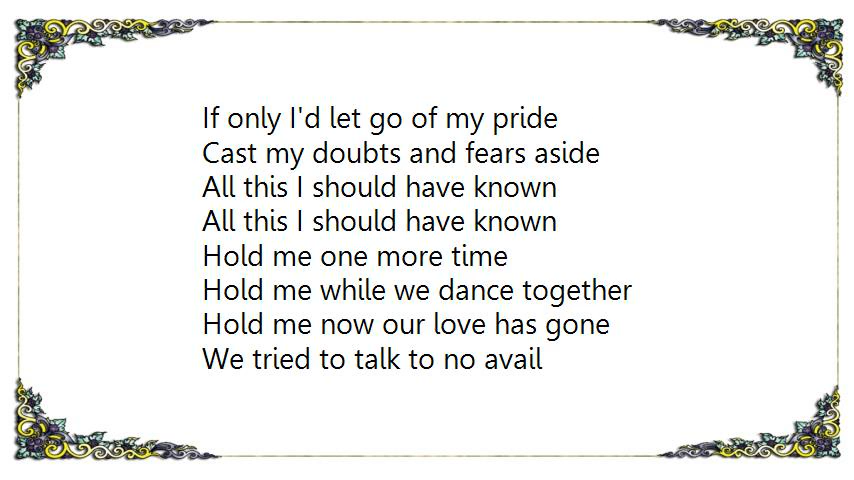 If only I'd let go of my pride
Cast my doubts and fears aside
All this I should have known
All this I should have known
Hold me one more time
Hold me while we dance together
Hold me now our love has gone
We tried to talk to no avail